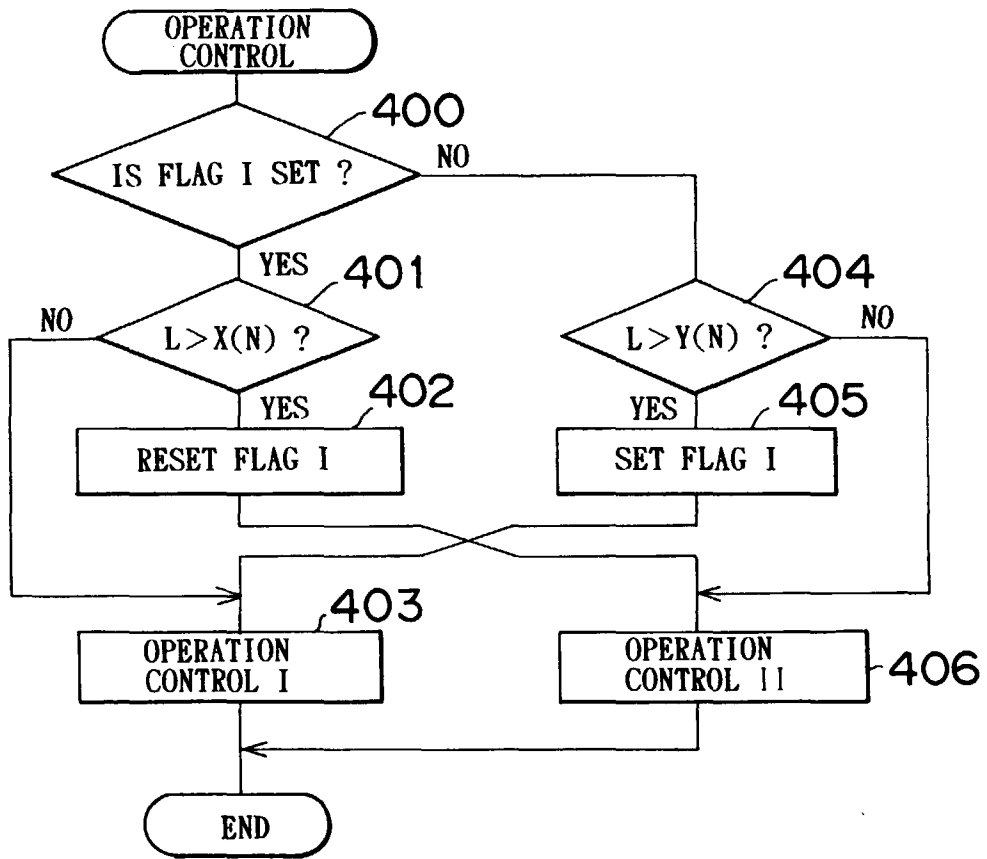 OPERATION
CONTROL
400
IS FLAG I SET ?
NO
YES
401
404
NO
L>X(N) ?
L>Y(N) ?
NO
YES
402
YES
405
RESET FLAG I
SET FLAG I
403
OPERATION
CONTROL I
OPERATION
CONTROL II
406
END